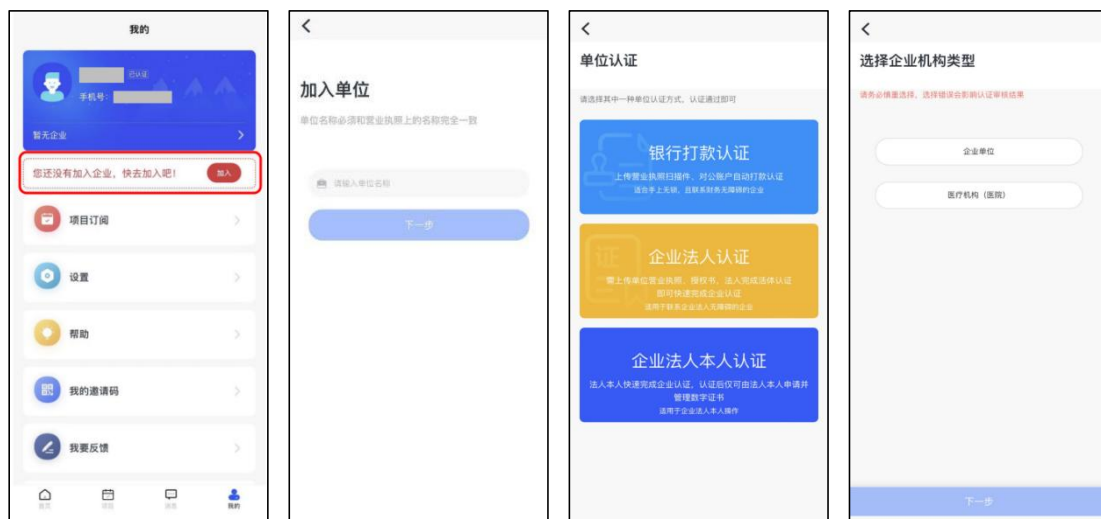 我的
已认证
手机号:
暂无企业
您还没有加入企业，快去加入吧！
加入
项目订阅
设置
帮助
我的邀请码
我要反馈
首页
项目
消息
我的
加入单位
单位名称必须和营业执照上的名称完全一致
请输入单位名称
下一步
单位认证
请选择其中一种单位认证方式，认证通过即可
银行打款认证
上传营业执照扫描件、对公账户自动打款认证
适合手上无锁、且联系财务无障碍的企业
证
企业法人认证
需上传单位营业执照、授权书，法人完成活体认证
即可快速完成企业认证
适用于联系企业法人无障碍的企业
企业法人本人认证
法人本人快速完成企业认证，认证后仅可由法人本人申请并
管理数字证书
适用于企业法人本人操作
选择企业机构类型
请务必慎重选择，选择错误会影响认证审核结果
企业单位
医疗机构（医院）
下一步